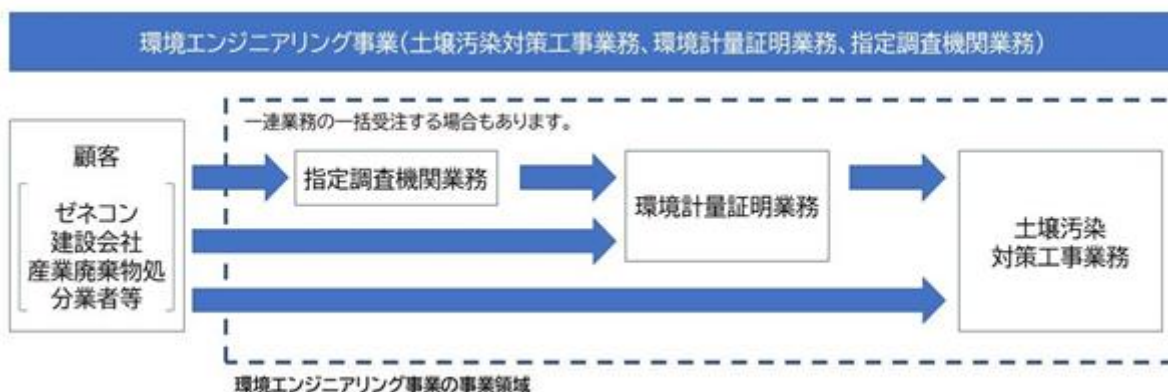 環境エンジニアリング事業(土壌汚染対策工事業務、環境計量証明業務、指定調査機関業務)
一連業務の一括受注する場合もあります。
顧客
ゼネコン
建設会社
産業廃棄物処
分業者等
指定調査機関業務
環境計量証明業務
土壌汚染
対策工事業務
環境エンジニアリング事業の事業領域